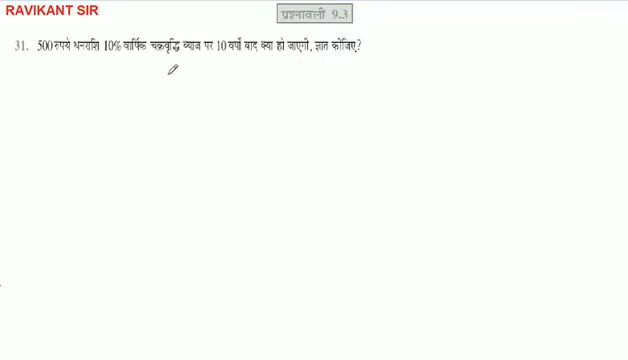 RAVIKANT SIR
प्रश्नावली 9.3
31. 500 रुपये धनराशि 10% वार्षिक चक्रवृद्धि ब्याज पर 10 वर्षो बाद क्या हो जाएगी, ज्ञात कीजिए?